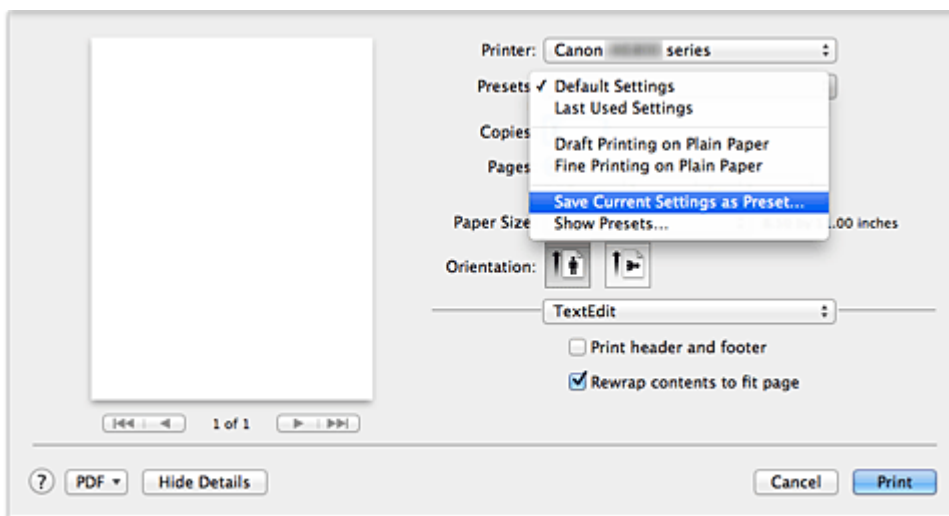 Printer: Canon series
Presets ✓ Default Settings
Last Used Settings
Copies
Draft Printing on Plain Paper
Pages Fine Printing on Plain Paper
Save Current Settings as Preset...
Paper Size Show Presets... .00 inches
Orientation:
TextEdit
Print header and footer
Rewrap contents to fit page
1 of 1
? PDF Hide Details Cancel Print